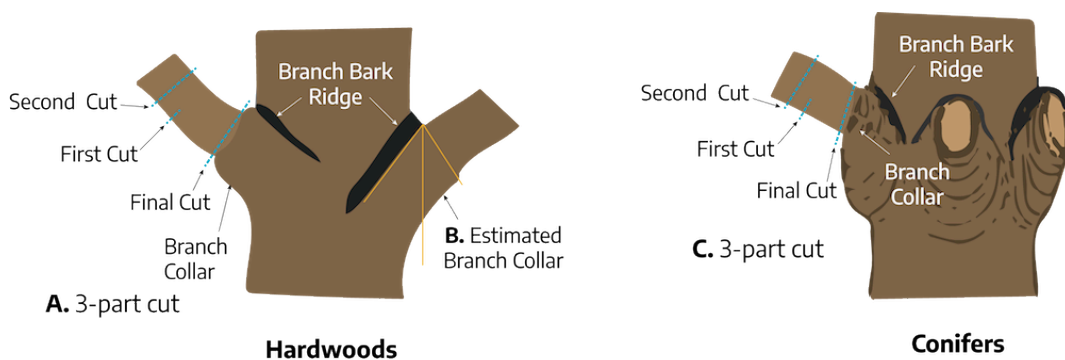 Second Cut
First Cut
Final Cut
Branch
Collar
A. 3-part cut
Branch Bark
Ridge
B. Estimated
Branch Collar
Hardwoods
Second Cut
First Cut
Final Cut
Branch Bark
Ridge
Branch
Collar
C. 3-part cut
Conifers